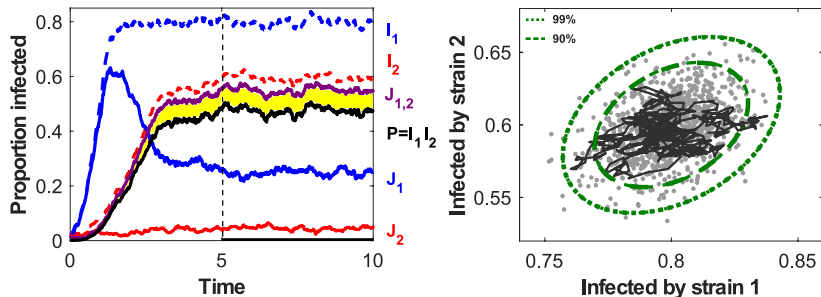 Proportion infected
0.8
0.6
0.4
0.2
0
0
5
10
Time
I1
I2
J1,2
P=I1 I2
J1
J2
Infected by strain 2
0.65
0.6
0.55
0.75
0.8
0.85
Infected by strain 1
99%
90%